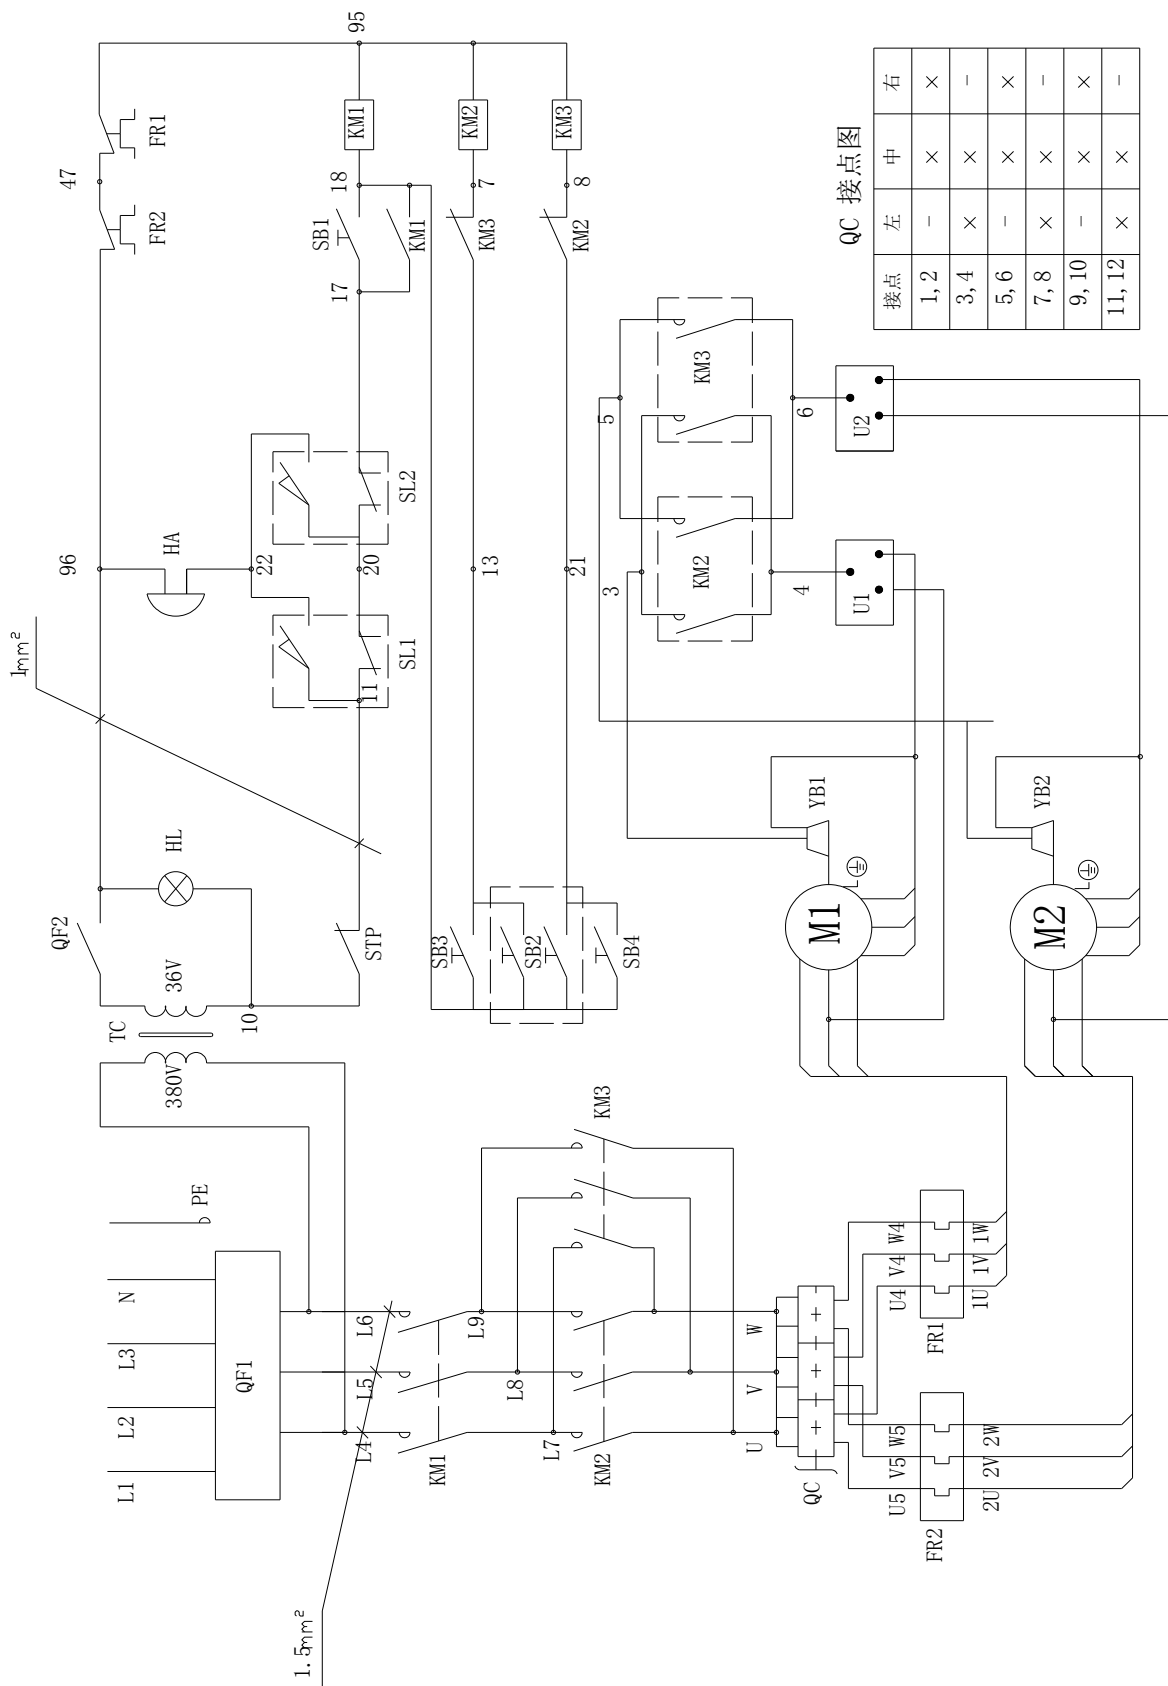 1.5mm²
1mm²
L1
L2
L3
N
PE
QF1
380V
TC
36V
10
QF2
HL
STP
96
HA
22
20
11
SL1
SL2
FR2
47
FR1
95
17
SB1
18
KM1
KM1
KM3
7
KM2
KM2
8
KM3
13
21
SB3
SB2
SB4
L4
L5
L6
KM1
L7
L8
L9
KM2
KM3
U
V
W
QC
U5
V5
W5
U4
V4
W4
FR2
FR1
2U
2V
2W
1U
1V
1W
M1
M2
YB1
YB2
3
4
5
6
KM2
KM3
U1
U2
QC 接点图
接点 左 中 右
1,2 - × ×
3,4 × × -
5,6 - × ×
7,8 × × -
9,10 - × ×
11,12 × × -